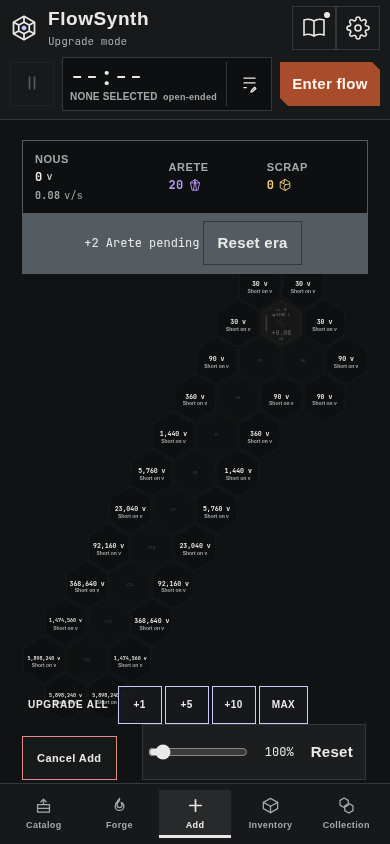 FlowSynth
Upgrade mode
--:--
NONE SELECTED open-ended
Enter flow
NOUS
0 v
0.08 v/s
ARETE
20
SCRAP
0
+2 Arete pending
Reset era
30 v 30 v
Short on v Short on v
30 v +0.08 30 v
Short on v Short on v
90 v 90 v
Short on v Short on v
360 v 90 v 90 v
Short on v Short on v Short on v
1,440 v 360 v
Short on v Short on v
5,760 v 1,440 v
Short on v Short on v
23,040 v 5,760 v
Short on v Short on v
92,160 v 23,040 v
Short on v Short on v
368,640 v 92,160 v
Short on v Short on v
1,474,560 v 368,640 v
Short on v Short on v
5,898,240 v 1,474,560 v
Short on v Short on v
5,898,240 v
UPGRADE ALL +1 +5 +10 MAX
Cancel Add
100% Reset
Catalog Forge Add Inventory Collection